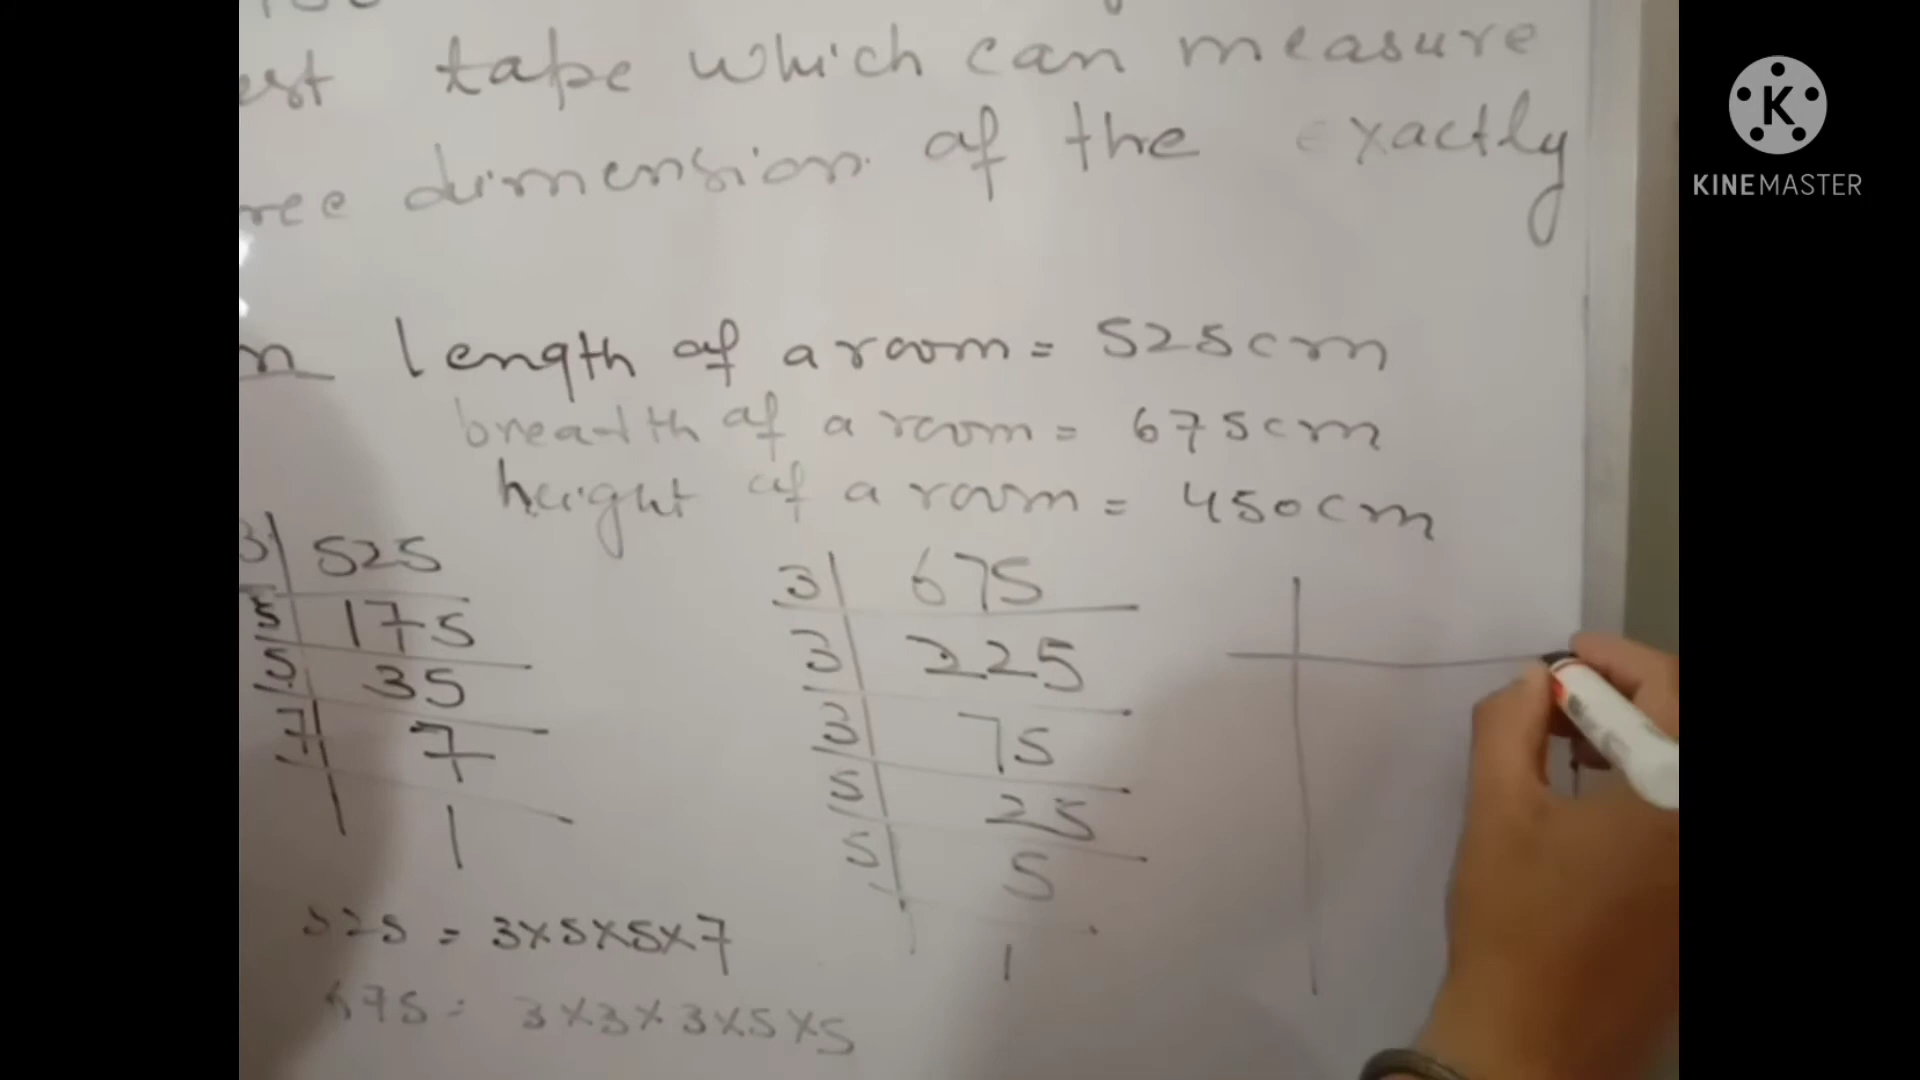 est tape which can measure
ree dimension of the exactly
n length of a room = 525cm
breadth of a room = 675cm
height of a room = 450cm
3 525
5 175
5 35
7 7
1
3 675
3 225
3 75
5 25
5 5
1
525 = 3×5×5×7
675 = 3×3×3×5×5
K
KINEMASTER